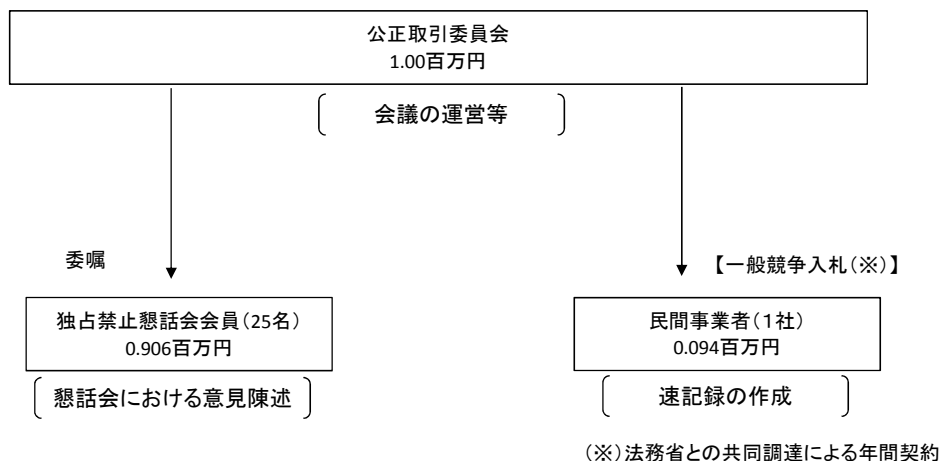 公正取引委員会
1.00百万円
会議の運営等
委嘱
【一般競争入札(※)】
独占禁止懇話会会員(25名)
0.906百万円
懇話会における意見陳述
民間事業者(1社)
0.094百万円
速記録の作成
(※)法務省との共同調達による年間契約